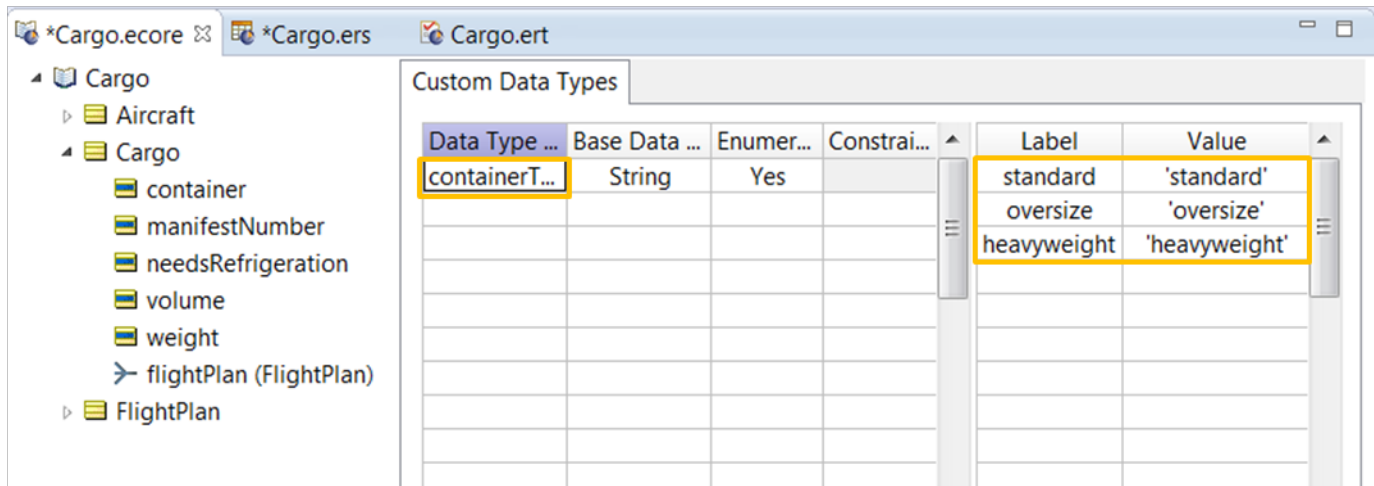 *Cargo.ecore *Cargo.ers Cargo.ert
Cargo
Aircraft
Cargo
container
manifestNumber
needsRefrigeration
volume
weight
flightPlan (FlightPlan)
FlightPlan
Custom Data Types
Data Type ... Base Data ... Enumer... Constrai... Label Value
containerT... String Yes standard 'standard'
oversize 'oversize'
heavyweight 'heavyweight'